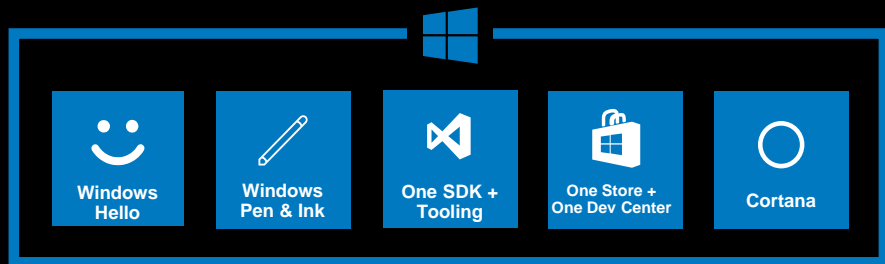 Windows
Hello
Windows
Pen & Ink
One SDK +
Tooling
One Store +
One Dev Center
Cortana